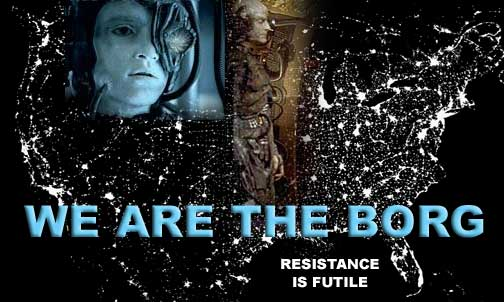 WE ARE THE BORG
RESISTANCE
IS FUTILE